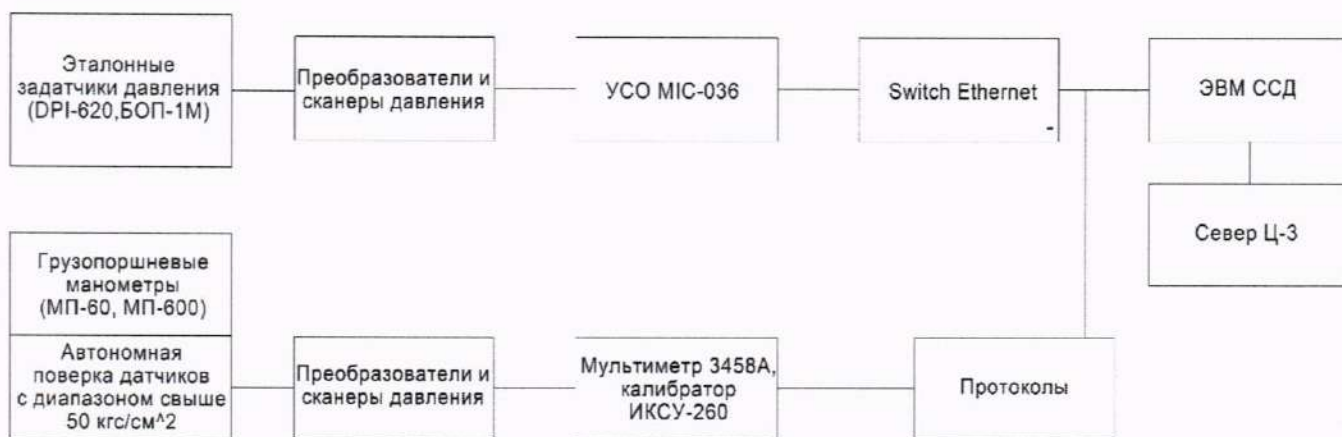 Эталонные
задатчики давления
(DPI-620,БОП-1М)
Преобразователи и
сканеры давления
УСО MIC-036
Switch Ethernet
-
ЭВМ ССД
Север Ц-3
Грузопоршневые
манометры
(МП-60, МП-600)
Автономная
поверка датчиков
с диапазоном свыше
50 кгс/см^2
Преобразователи и
сканеры давления
Мультиметр 3458А,
калибратор
ИКСУ-260
Протоколы